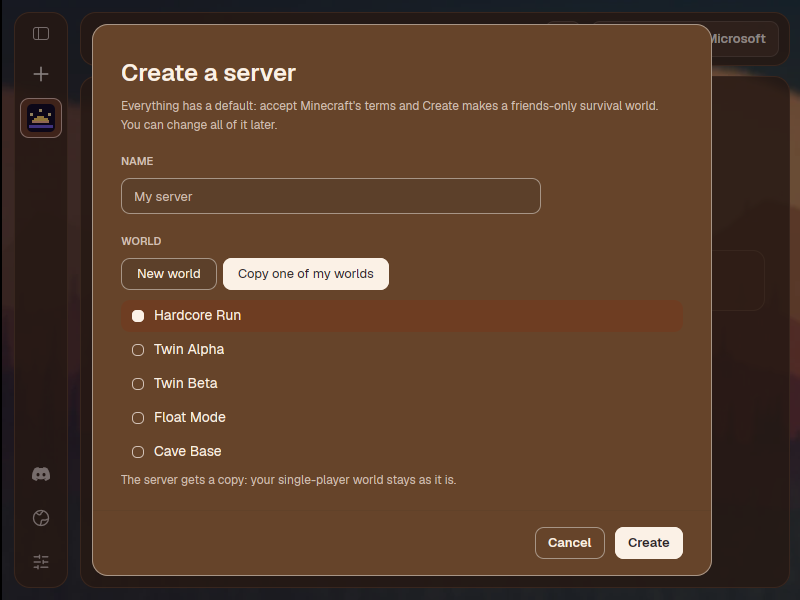 Microsoft
Create a server
Everything has a default: accept Minecraft's terms and Create makes a friends-only survival world.
You can change all of it later.
NAME
My server
WORLD
New world
Copy one of my worlds
Hardcore Run
Twin Alpha
Twin Beta
Float Mode
Cave Base
The server gets a copy: your single-player world stays as it is.
Cancel
Create